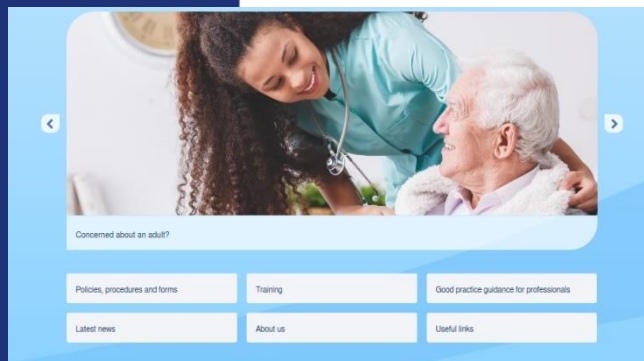 Concerned about an adult?
Policies, procedures and forms
Training
Good practice guidance for professionals
Latest news
About us
Useful links